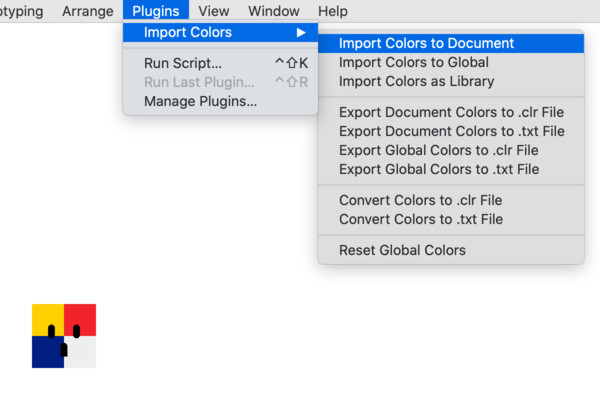 otyping Arrange Plugins View Window Help
Import Colors ▶
Run Script... ^⇧K
Run Last Plugin... ^⇧R
Manage Plugins...
Import Colors to Document
Import Colors to Global
Import Colors as Library
Export Document Colors to .clr File
Export Document Colors to .txt File
Export Global Colors to .clr File
Export Global Colors to .txt File
Convert Colors to .clr File
Convert Colors to .txt File
Reset Global Colors